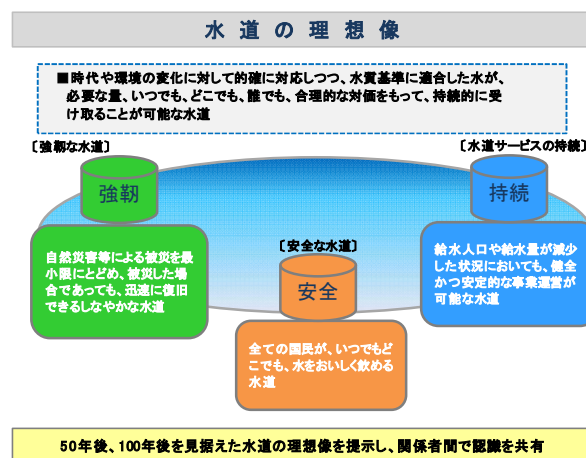 水道の理想像
■時代や環境の変化に対して的確に対応しつつ、水質基準に適合した水が、
必要な量、いつでも、どこでも、誰でも、合理的な対価をもって、持続的に受
け取ることが可能な水道
〔強靭な水道〕
〔水道サービスの持続〕
強靭
持続
自然災害等による被災を最
小限にとどめ、被災した場
合であっても、迅速に復旧
できるしなやかな水道
給水人口や給水量が減少
した状況においても、健全
かつ安定的な事業運営が
可能な水道
〔安全な水道〕
安全
全ての国民が、いつでもど
こでも、水をおいしく飲める
水道
50年後、100年後を見据えた水道の理想像を提示し、関係者間で認識を共有